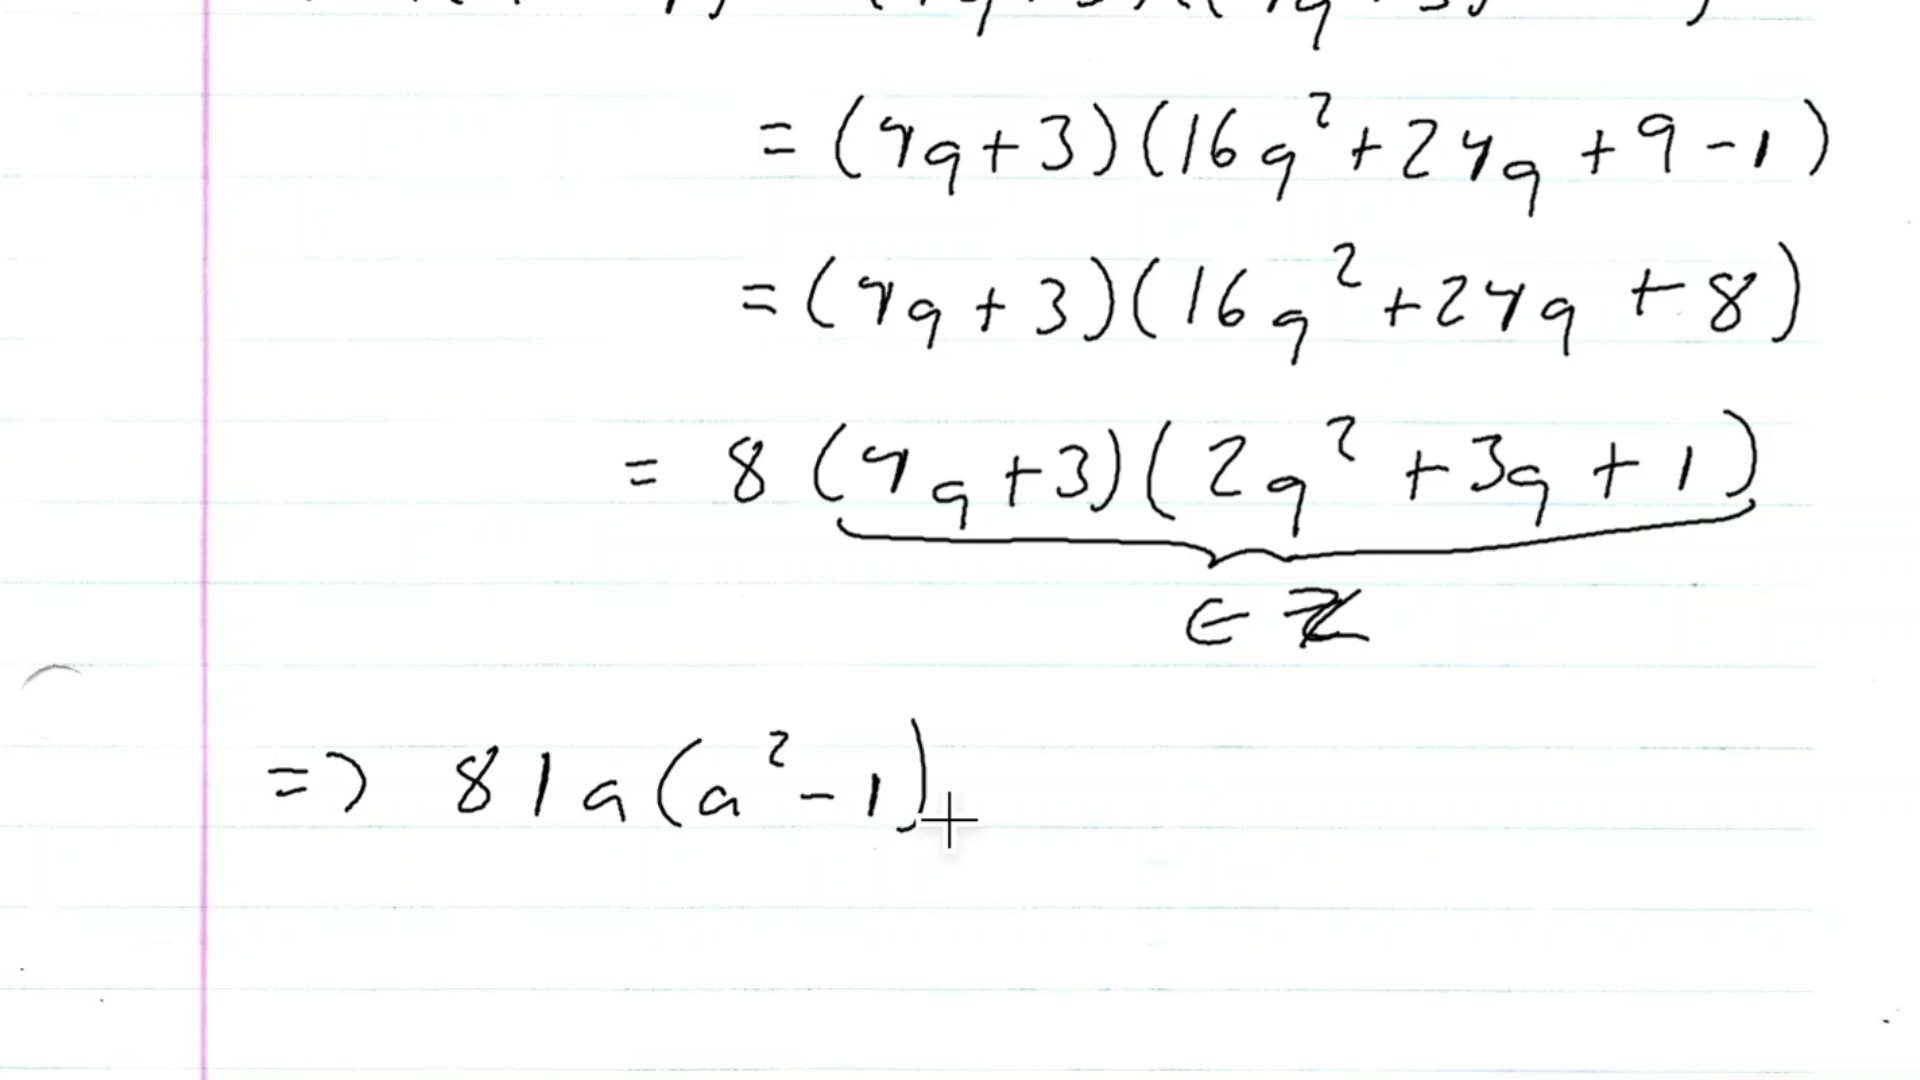 = (4q+3)(16q²+24q+9-1)
= (4q+3)(16q²+24q+8)
= 8(4q+3)(2q²+3q+1)
∈ ℤ
=> 8|a(a²-1)